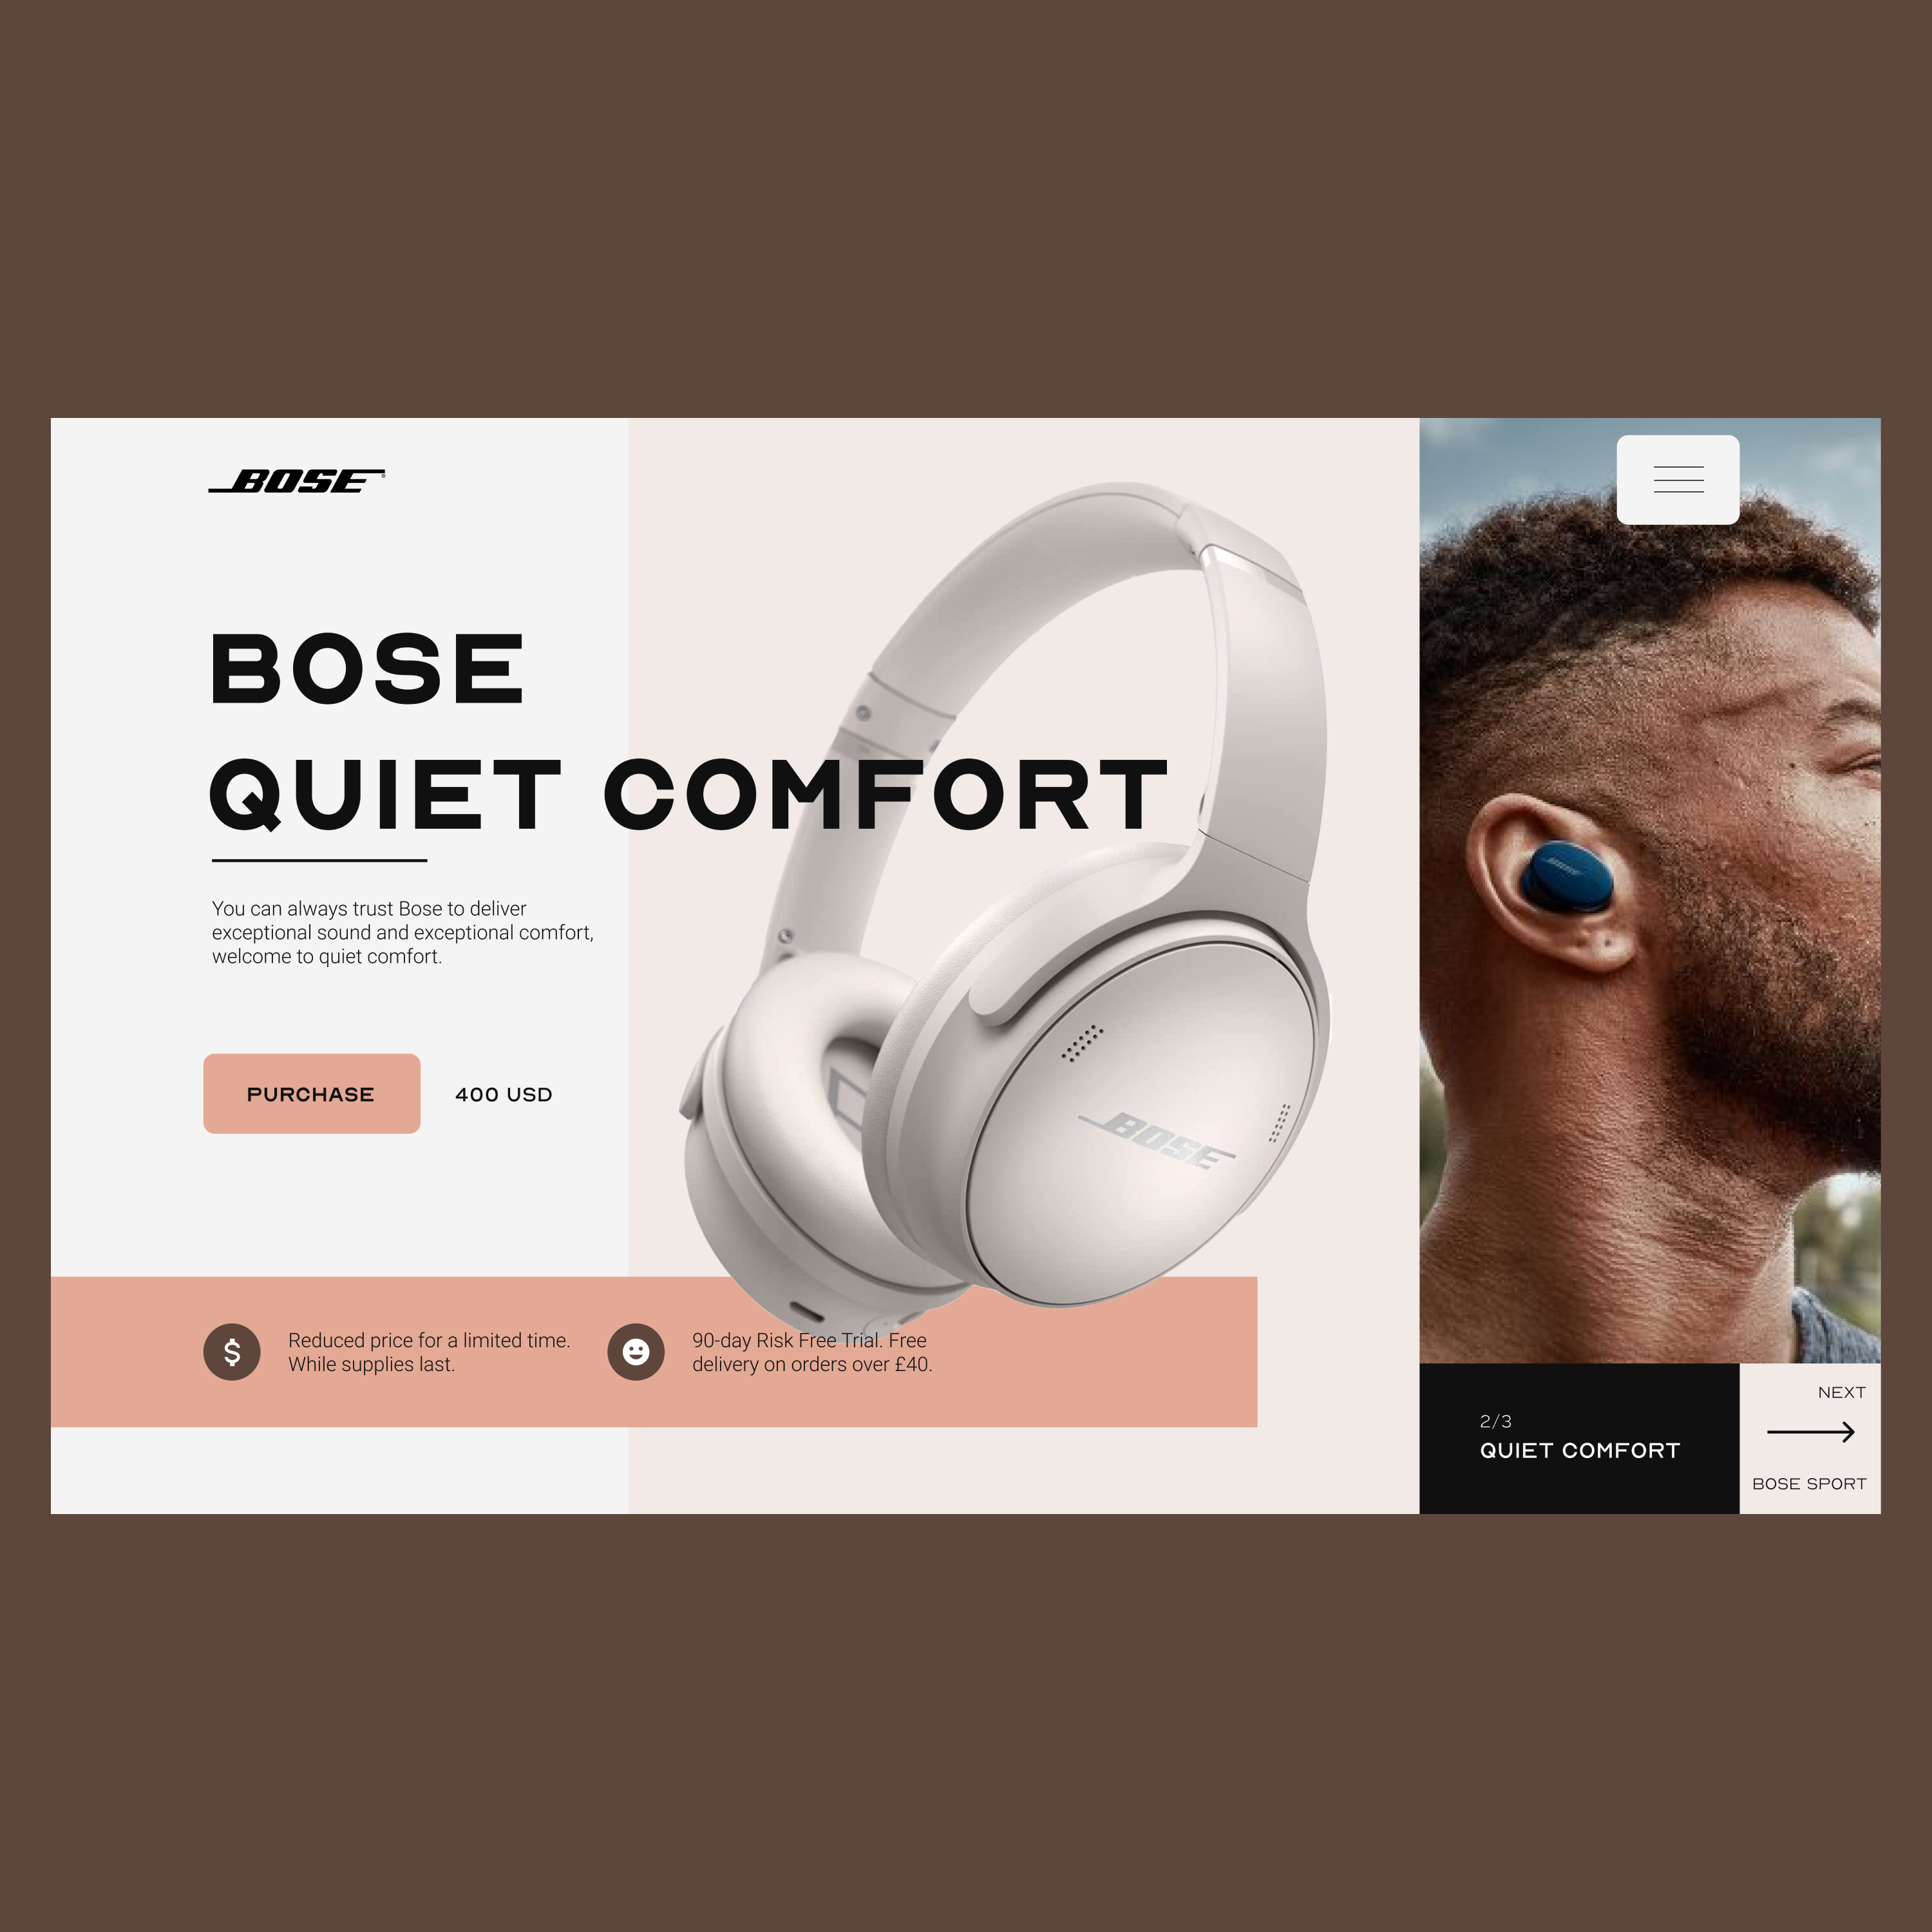 BOSE
BOSE
QUIET COMFORT
You can always trust Bose to deliver
exceptional sound and exceptional comfort,
welcome to quiet comfort.
PURCHASE
400 USD
BOSE
BOSE
$
Reduced price for a limited time.
While supplies last.
90-day Risk Free Trial. Free
delivery on orders over £40.
2/3
QUIET COMFORT
NEXT
BOSE SPORT